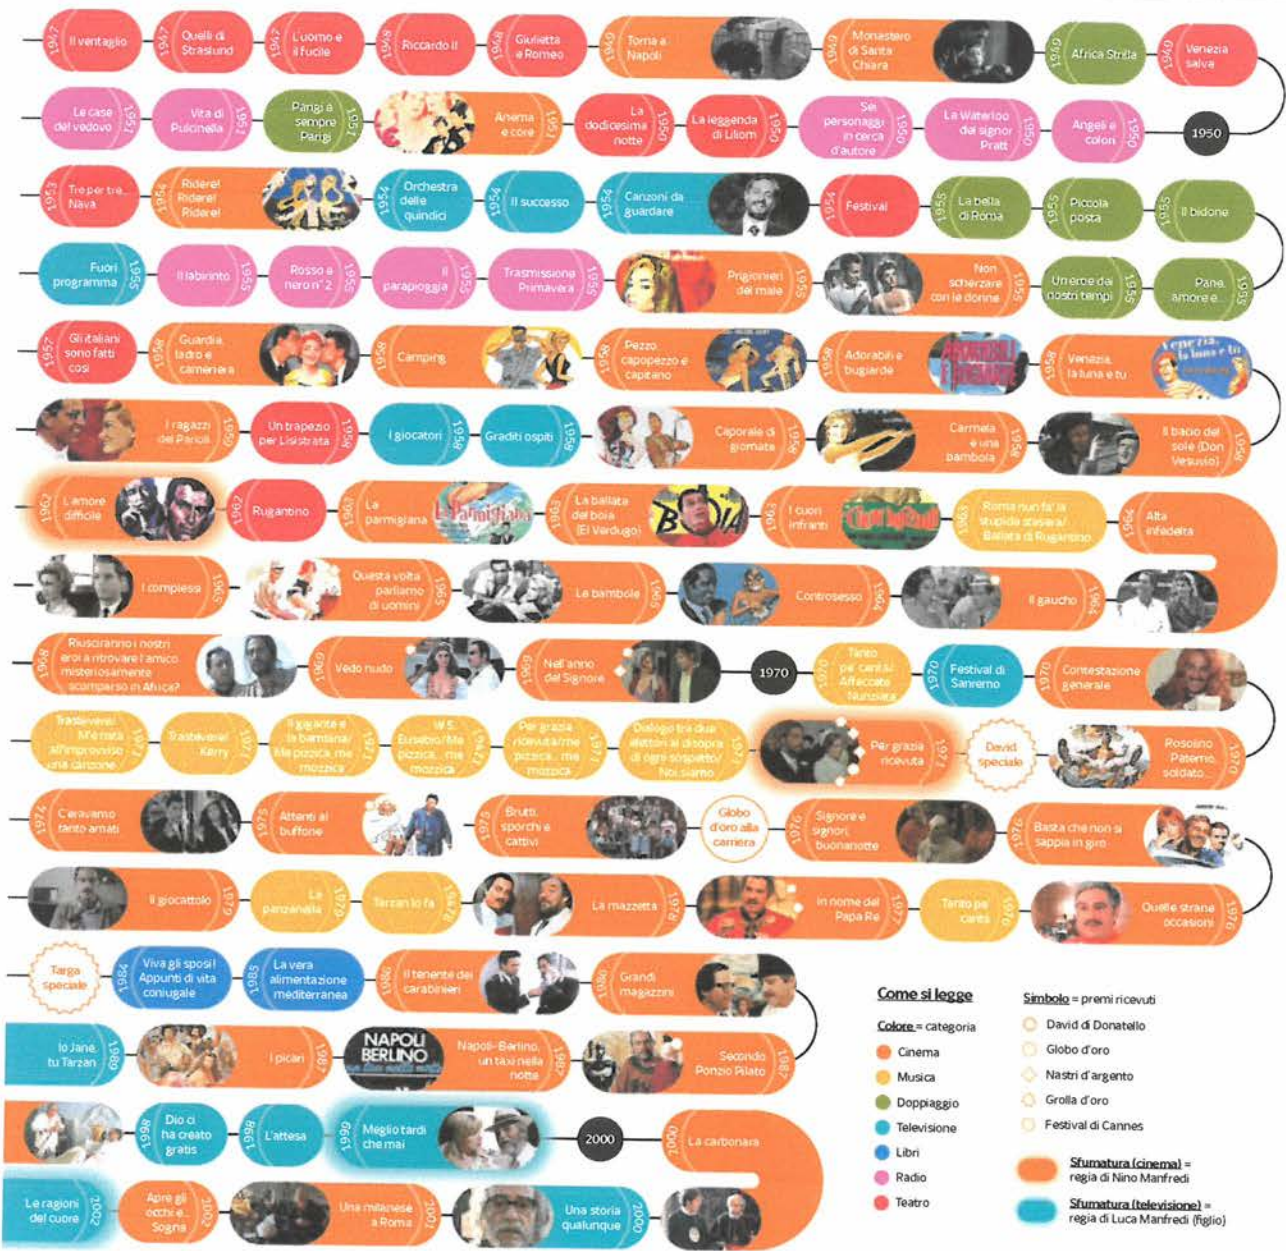 1947 Il ventaglio
1947 Quelli di
Straslund
1947 L'uomo e
il fucile
1948 Riccardo II
1948 Giulietta
e Romeo
1949 Torna a
Napoli
1949 Monastero
di Santa
Chiara
1949 Africa Strilla
1949 Venezia
salva
1950
Angeli e
colori 1950
La Waterloo
del signor
Pratt 1950
Sei
personaggi
in cerca
d'autore 1950
La leggenda
di Liliom 1950
La
dodicesima
notte 1950
Anema
e core 1951
Parigi è
sempre
Parigi 1951
Vita di
Pulcinella 1951
Le case
del vedovo 1951
1953 Tre per tre...
Nava
1954 Ridere!
Ridere!
Ridere!
1954 Orchestra
delle
quindici
1954 Il successo
1954 Canzoni da
guardare
1954 Festival
1955 La bella
di Roma
1955 Piccola
posta
1955 Il bidone
Pane,
amore e... 1955
Un eroe dei
nostri tempi 1955
Non
scherzare
con le donne 1955
Prigionieri
del male 1955
Trasmissione
Primavera 1955
Il
parapioggia 1955
Rosso e
nero n° 2 1955
Il labirinto 1955
Fuori
programma 1955
1957 Gli italiani
sono fatti
così
1958 Guardia,
ladro e
cameriera
1958 Camping
1958 Pezzo,
capopezzo e
capitano
1958 Adorabili e
bugiarde
1958 Venezia,
la luna e tu
Il bacio del
sole (Don
Vesuvio) 1958
Carmela
è una
bambola 1958
Caporale di
giornata 1958
Graditi ospiti 1958
I giocatori 1958
Un trapezio
per Lisistrata 1958
I ragazzi
dei Parioli 1959
1962 L'amore
difficile
1962 Rugantino
1963 La
parmigiana
1963 La ballata
del boia
(El Verdugo)
BOIA
1963 I cuori
infranti
1963 Roma nun fa' la
stupida stasera/
Ballata di Rugantino
1964 Alta
infedeltà
Il gaucho 1964
Controsesso 1964
Le bambole 1965
Questa volta
parliamo
di uomini 1965
I complessi 1965
1968 Riusciranno i nostri
eroi a ritrovare l'amico
misteriosamente
scomparso in Africa?
1969 Vedo nudo
1969 Nell'anno
del Signore
1970
1970 Tanto
pe' cantà/
Affaccete
Nunziata
1970 Festival di
Sanremo
1970 Contestazione
generale
Rosolino
Paternò,
soldato... 1970
David
speciale
Per grazia
ricevuta 1971
Dialogo tra due
elettori al disopra
di ogni sospetto/
Noi siamo 1971
Per grazia
ricevuta/me
pizzica... me
mozzica 1971
W S.
Eusebio/Me
pizzica... me
mozzica 1971
Il gigante e
la bambina/
Me pizzica, me
mozzica 1971
Trastevere/
Kerry 1971
Trastevere/
M'è nata
all'improvviso
una canzone 1971
1974 C'eravamo
tanto amati
1975 Attenti al
buffone
1975 Brutti,
sporchi e
cattivi
Globo
d'oro alla
carriera
1976 Signore e
signori,
buonanotte
1976 Basta che non si
sappia in giro
Quelle strane
occasioni 1976
Tanto pe'
cantà 1976
In nome del
Papa Re 1977
La mazzetta 1978
Tarzan lo fa 1978
La
panzanella 1979
Il giocattolo 1979
Targa
speciale
1984 Viva gli sposi!
Appunti di vita
coniugale
1985 La vera
alimentazione
mediterranea
1986 Il tenente dei
carabinieri
1986 Grandi
magazzini
Secondo
Ponzio Pilato 1987
Napoli-Berlino,
un taxi nella
notte 1987
NAPOLI
BERLINO
I picari 1987
Io Jane,
tu Tarzan 1989
1998 Dio ci
ha creato
gratis
1998 L'attesa
1999 Meglio tardi
che mai
2000
2000 La carbonara
Una storia
qualunque 2000
Una milanese
a Roma 2001
Apre gli
occhi e...
Sogna 2002
Le ragioni
del cuore 2002
Come si legge
Colore = categoria
Cinema
Musica
Doppiaggio
Televisione
Libri
Radio
Teatro
Simbolo = premi ricevuti
David di Donatello
Globo d'oro
Nastri d'argento
Grolla d'oro
Festival di Cannes
Sfumatura (cinema) =
regia di Nino Manfredi
Sfumatura (televisione) =
regia di Luca Manfredi (figlio)